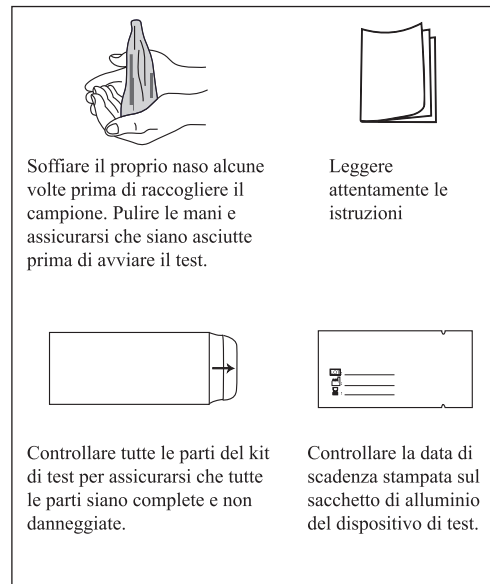 Soffiare il proprio naso alcune
volte prima di raccogliere il
campione. Pulire le mani e
assicurarsi che siano asciutte
prima di avviare il test.
Leggere
attentamente le
istruzioni
Controllare tutte le parti del kit
di test per assicurarsi che tutte
le parti siano complete e non
danneggiate.
Controllare la data di
scadenza stampata sul
sacchetto di alluminio
del dispositivo di test.